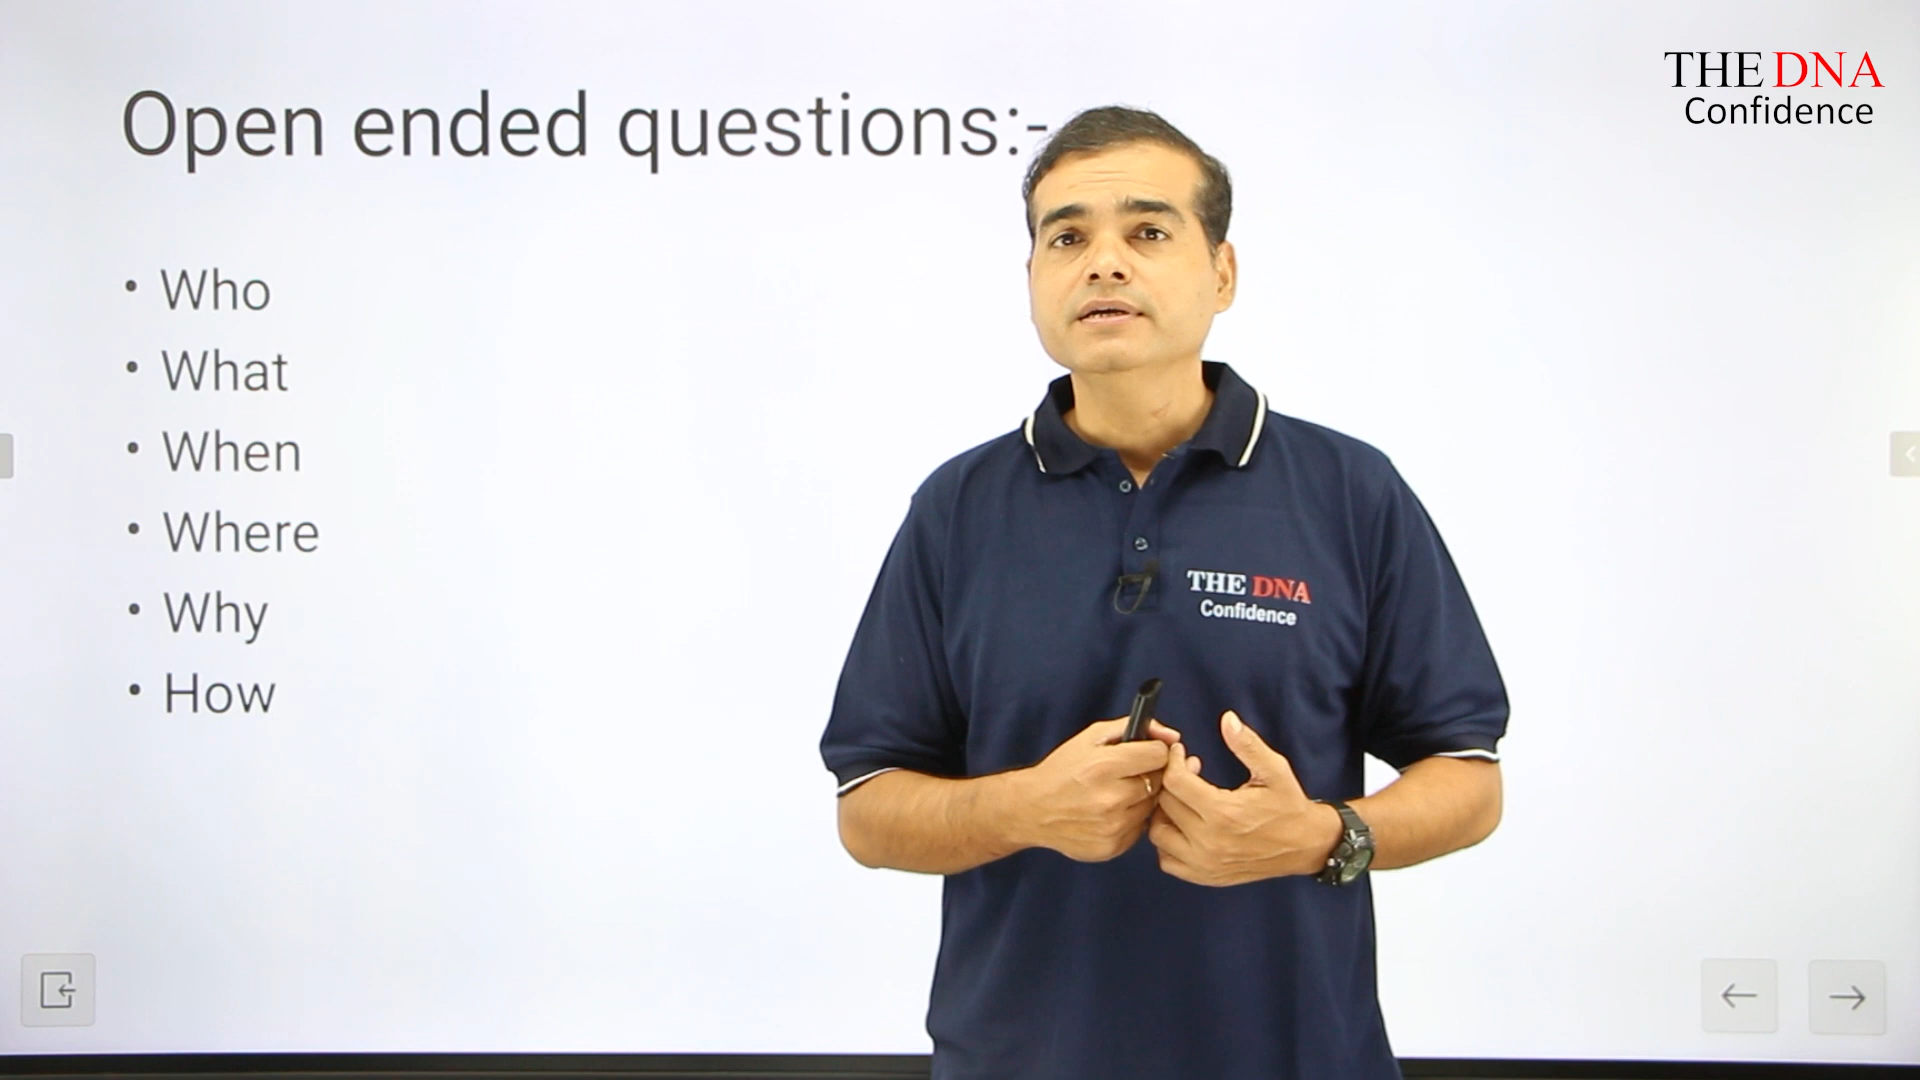 Open ended questions:-
• Who
• What
• When
• Where
• Why
• How
THE DNA
Confidence
THE DNA
Confidence